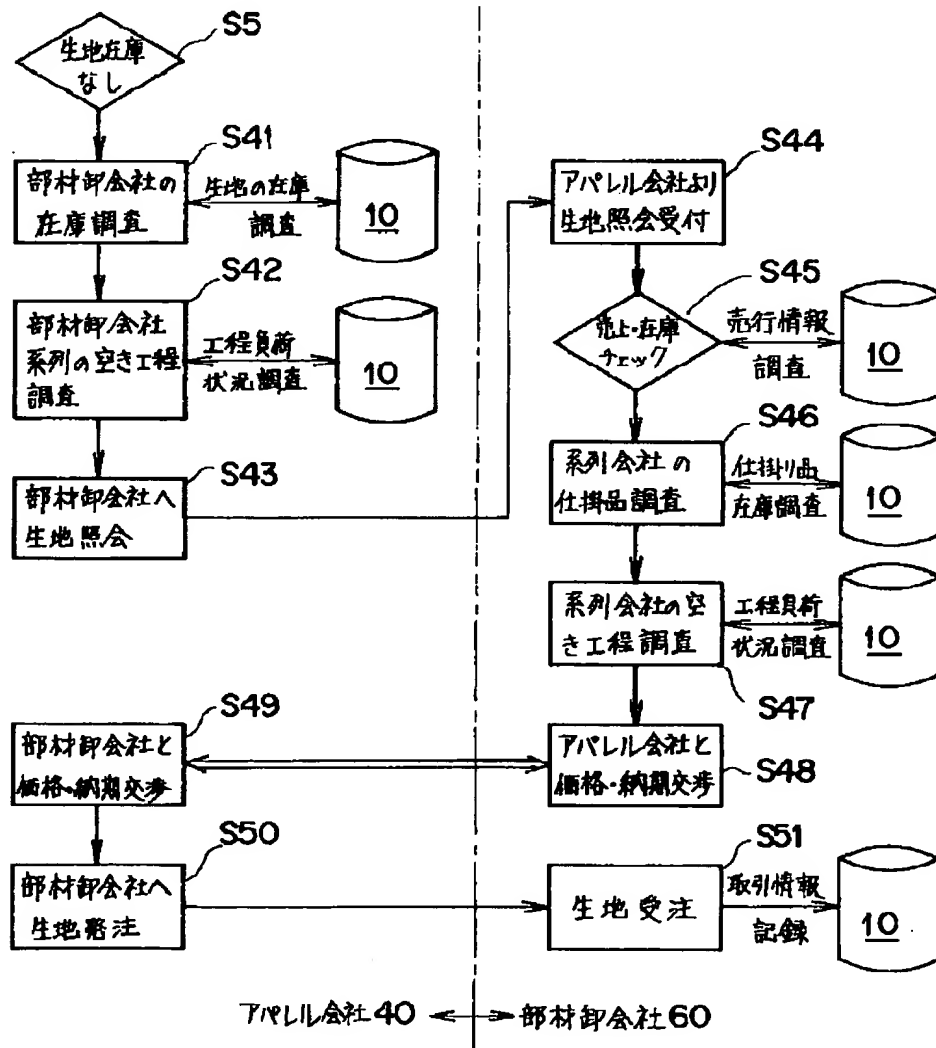 S5
生地在庫
なし
S41
部材卸会社の
在庫調査
生地の在庫
調査
10
S42
部材卸会社
系列の空き工程
調査
工程負荷
状況調査
10
S43
部材卸会社へ
生地照会
S44
アパレル会社より
生地照会受付
S45
売上・在庫
チェック
売行情報
調査
10
S46
系列会社の
仕掛品調査
仕掛り品
在庫調査
10
系列会社の空
き工程調査
工程負荷
状況調査
10
S47
S49
部材卸会社と
価格・納期交渉
アパレル会社と
価格・納期交渉
S48
S50
部材卸会社へ
生地発注
S51
生地受注
取引情報
記録
10
アパレル会社40
部材卸会社60